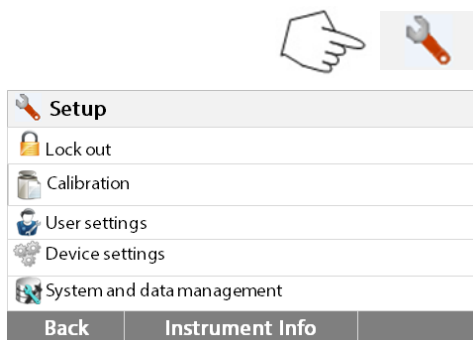 Setup
Lock out
Calibration
User settings
Device settings
System and data management
Back Instrument Info